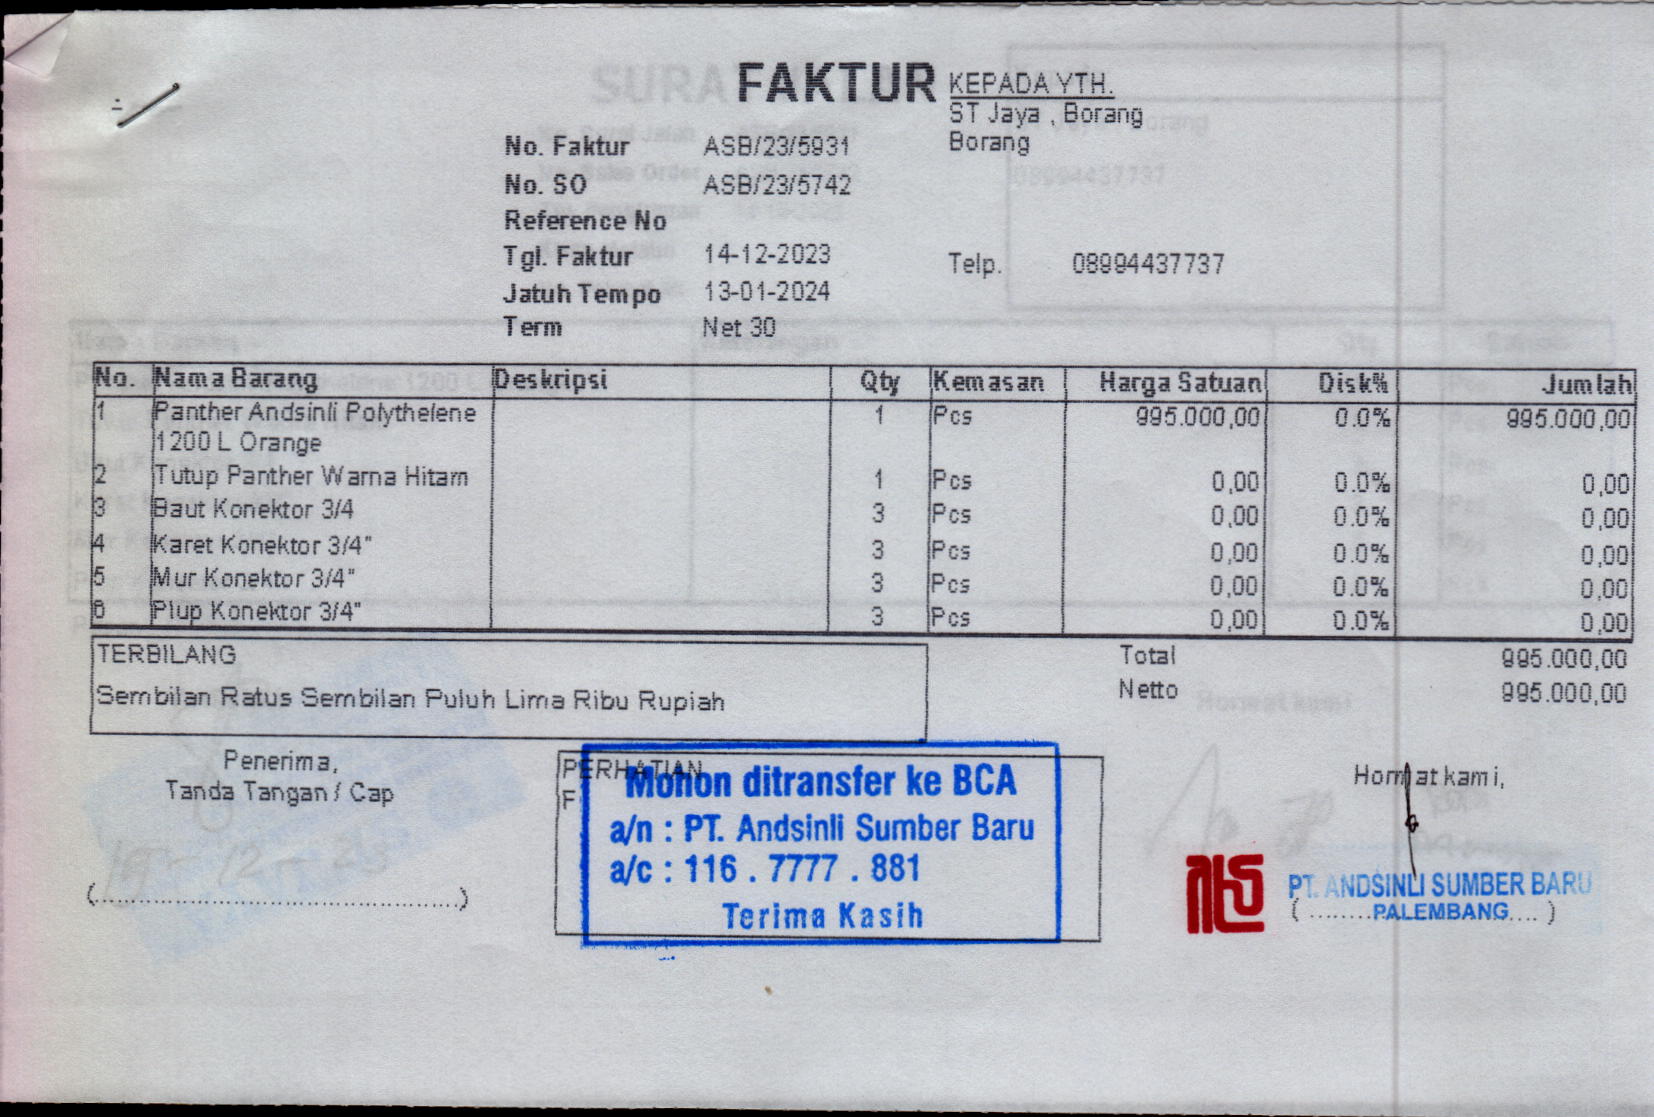 FAKTUR
KEPADA YTH.
ST Jaya , Borang
Borang
No. Faktur ASB/23/5931
No. SO ASB/23/5742
Reference No
Tgl. Faktur 14-12-2023
Telp. 08994437737
Jatuh Tempo 13-01-2024
Term Net 30
No. Nama Barang Deskripsi Qty Kemasan Harga Satuan Disk% Jumlah
1 Panther Andsinli Polythelene 1 Pcs 995.000,00 0.0% 995.000,00
1200 L Orange
2 Tutup Panther Warna Hitam 1 Pcs 0,00 0.0% 0,00
3 Baut Konektor 3/4 3 Pcs 0,00 0.0% 0,00
4 Karet Konektor 3/4" 3 Pcs 0,00 0.0% 0,00
5 Mur Konektor 3/4" 3 Pcs 0,00 0.0% 0,00
6 Plup Konektor 3/4" 3 Pcs 0,00 0.0% 0,00
TERBILANG
Sembilan Ratus Sembilan Puluh Lima Ribu Rupiah
Total 995.000,00
Netto 995.000,00
Penerima,
Tanda Tangan / Cap
(..........................................)
PERHATIAN
F
Mohon ditransfer ke BCA
a/n : PT. Andsinli Sumber Baru
a/c : 116 . 7777 . 881
Terima Kasih
Hormat kami,
PT. ANDSINLI SUMBER BARU
( ........PALEMBANG.... )